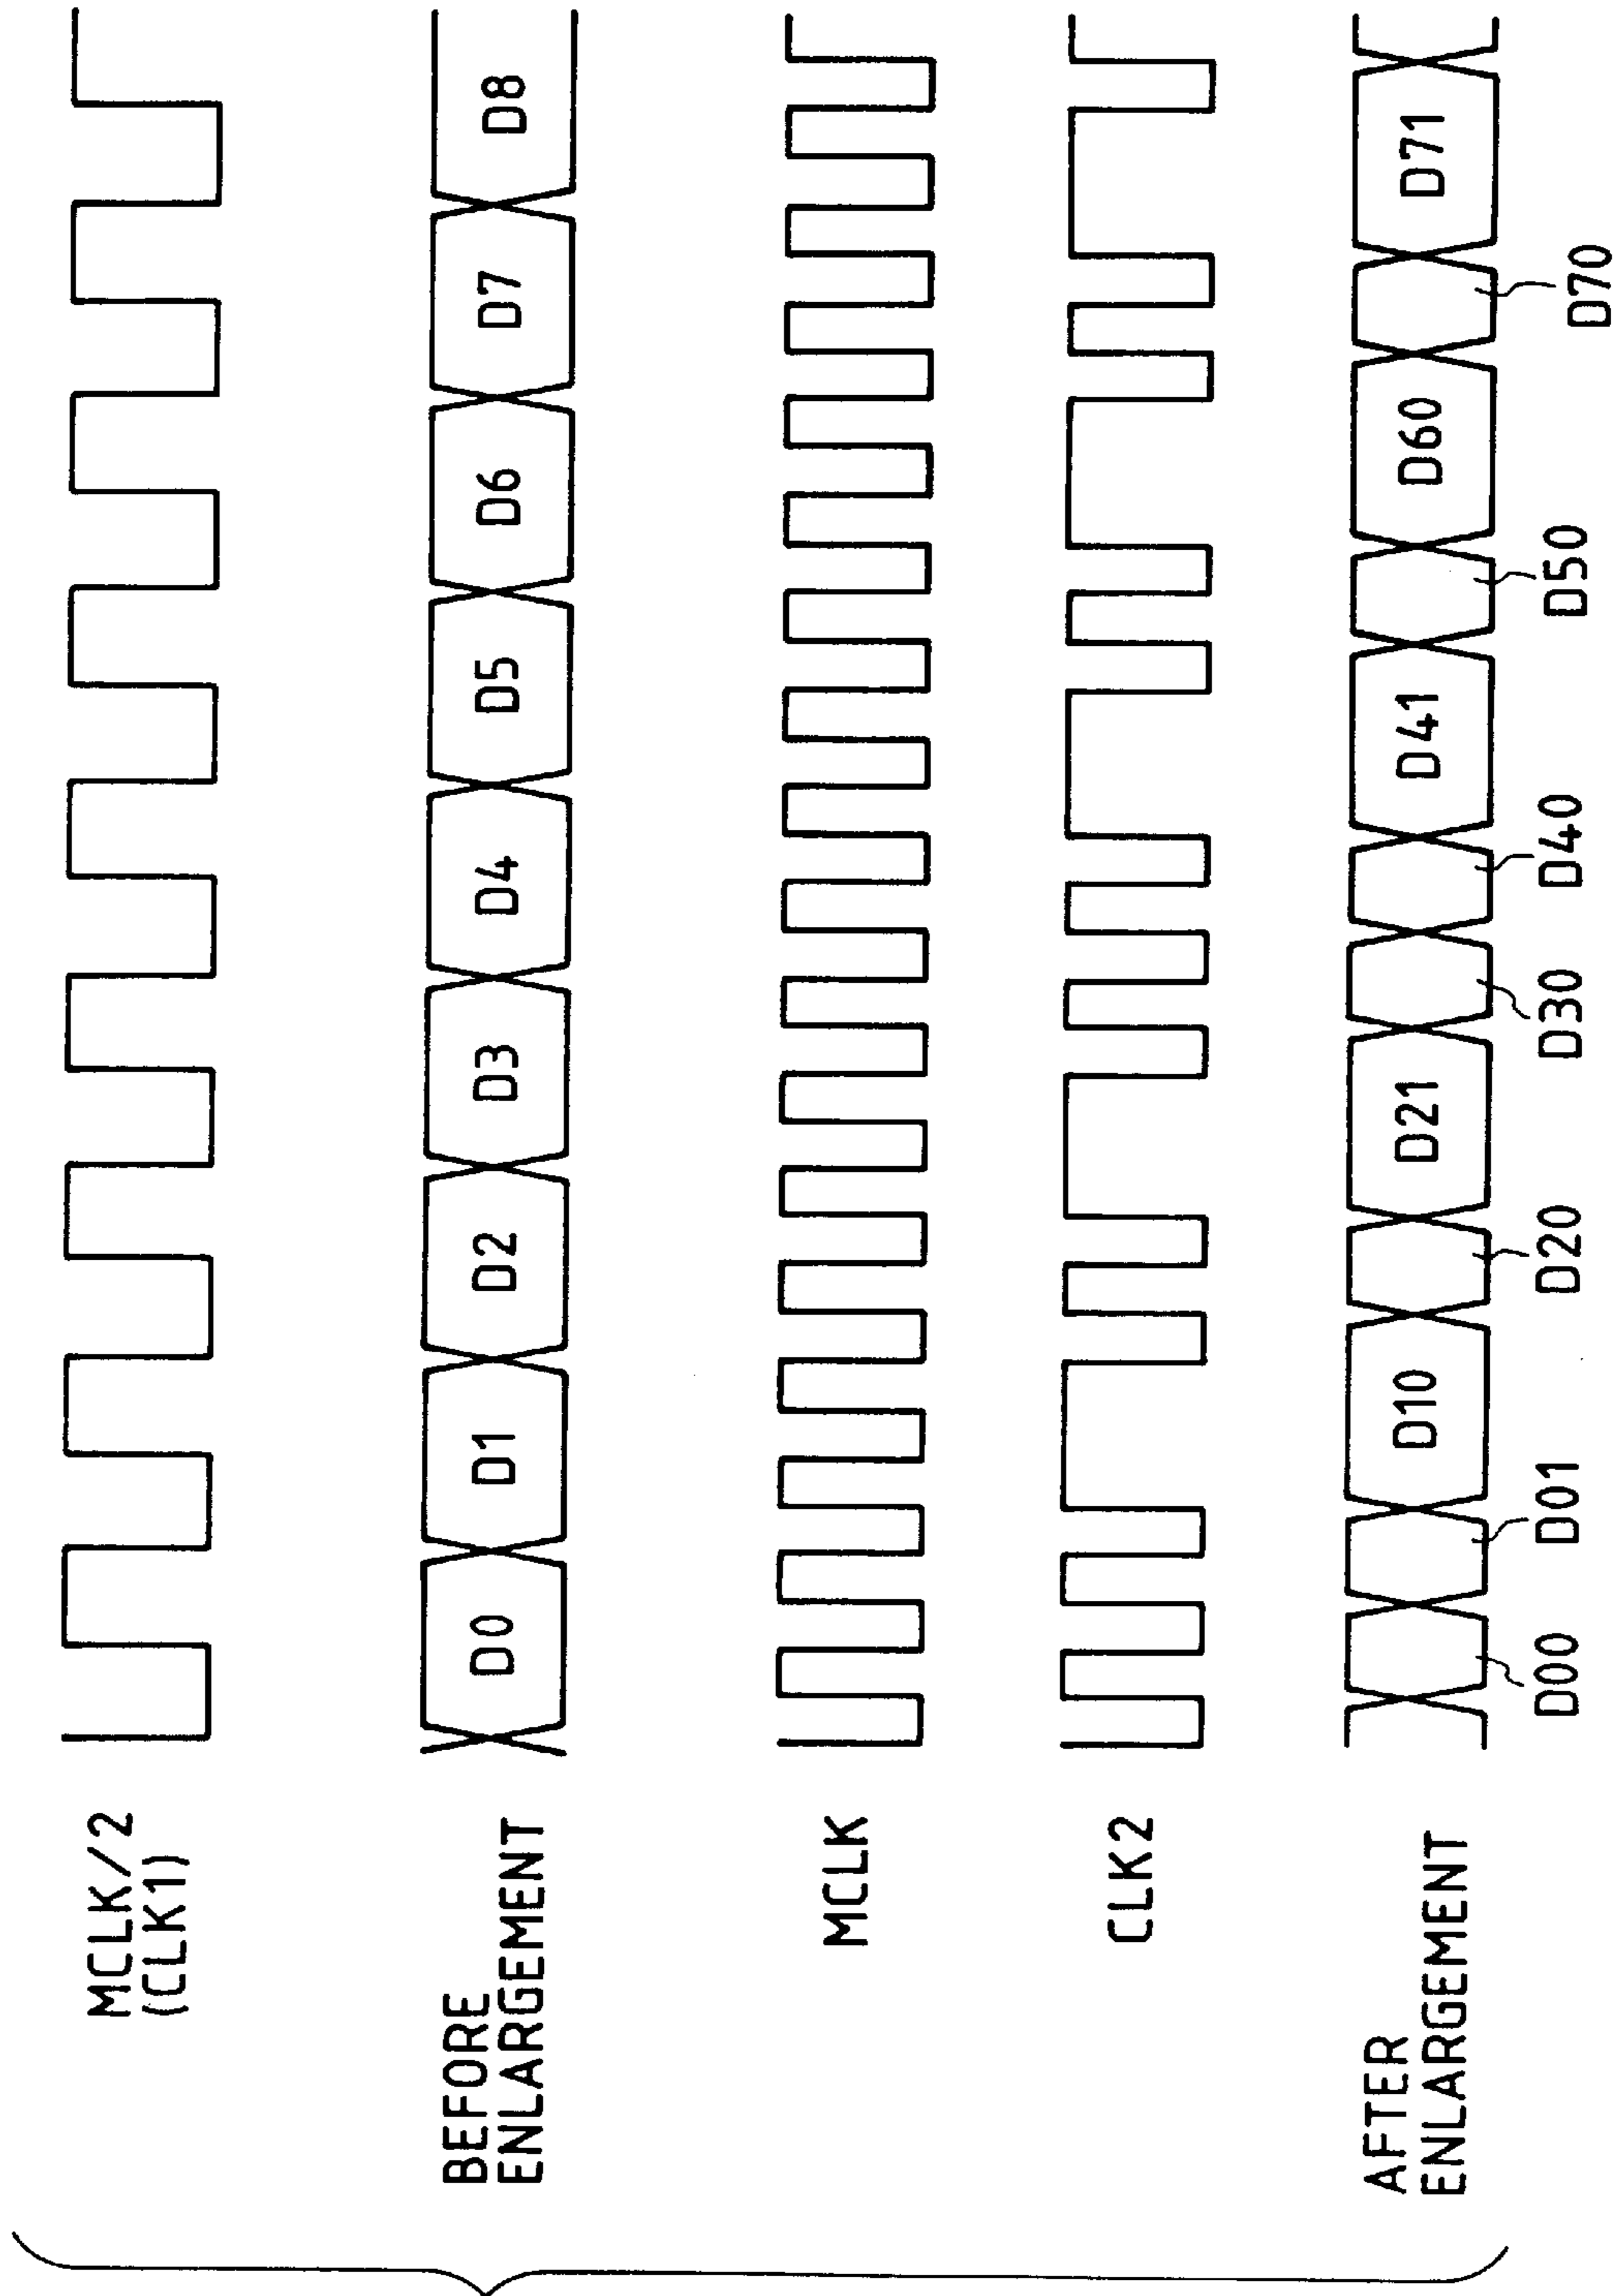 MCLK/2
(CLK1)
BEFORE
ENLARGEMENT
D0 D1 D2 D3 D4 D5 D6 D7 D8
MCLK
CLK2
AFTER
ENLARGEMENT
D10 D21 D41 D60 D71
D00 D01 D20 D30 D40 D50 D70